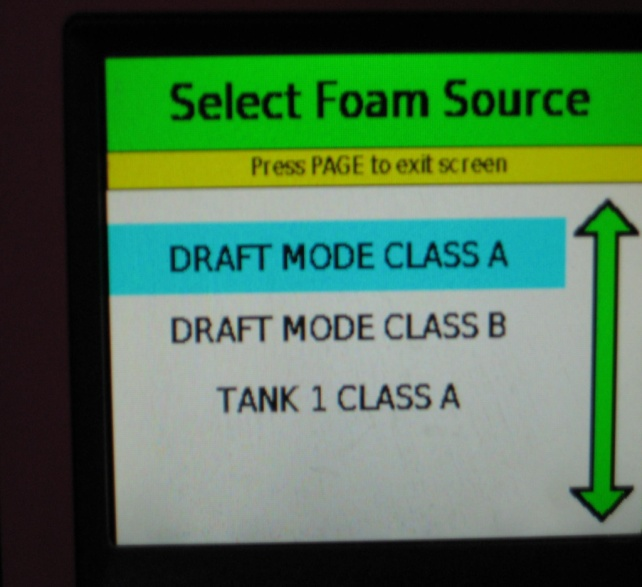 Select Foam Source
Press PAGE to exit screen
DRAFT MODE CLASS A
DRAFT MODE CLASS B
TANK 1 CLASS A